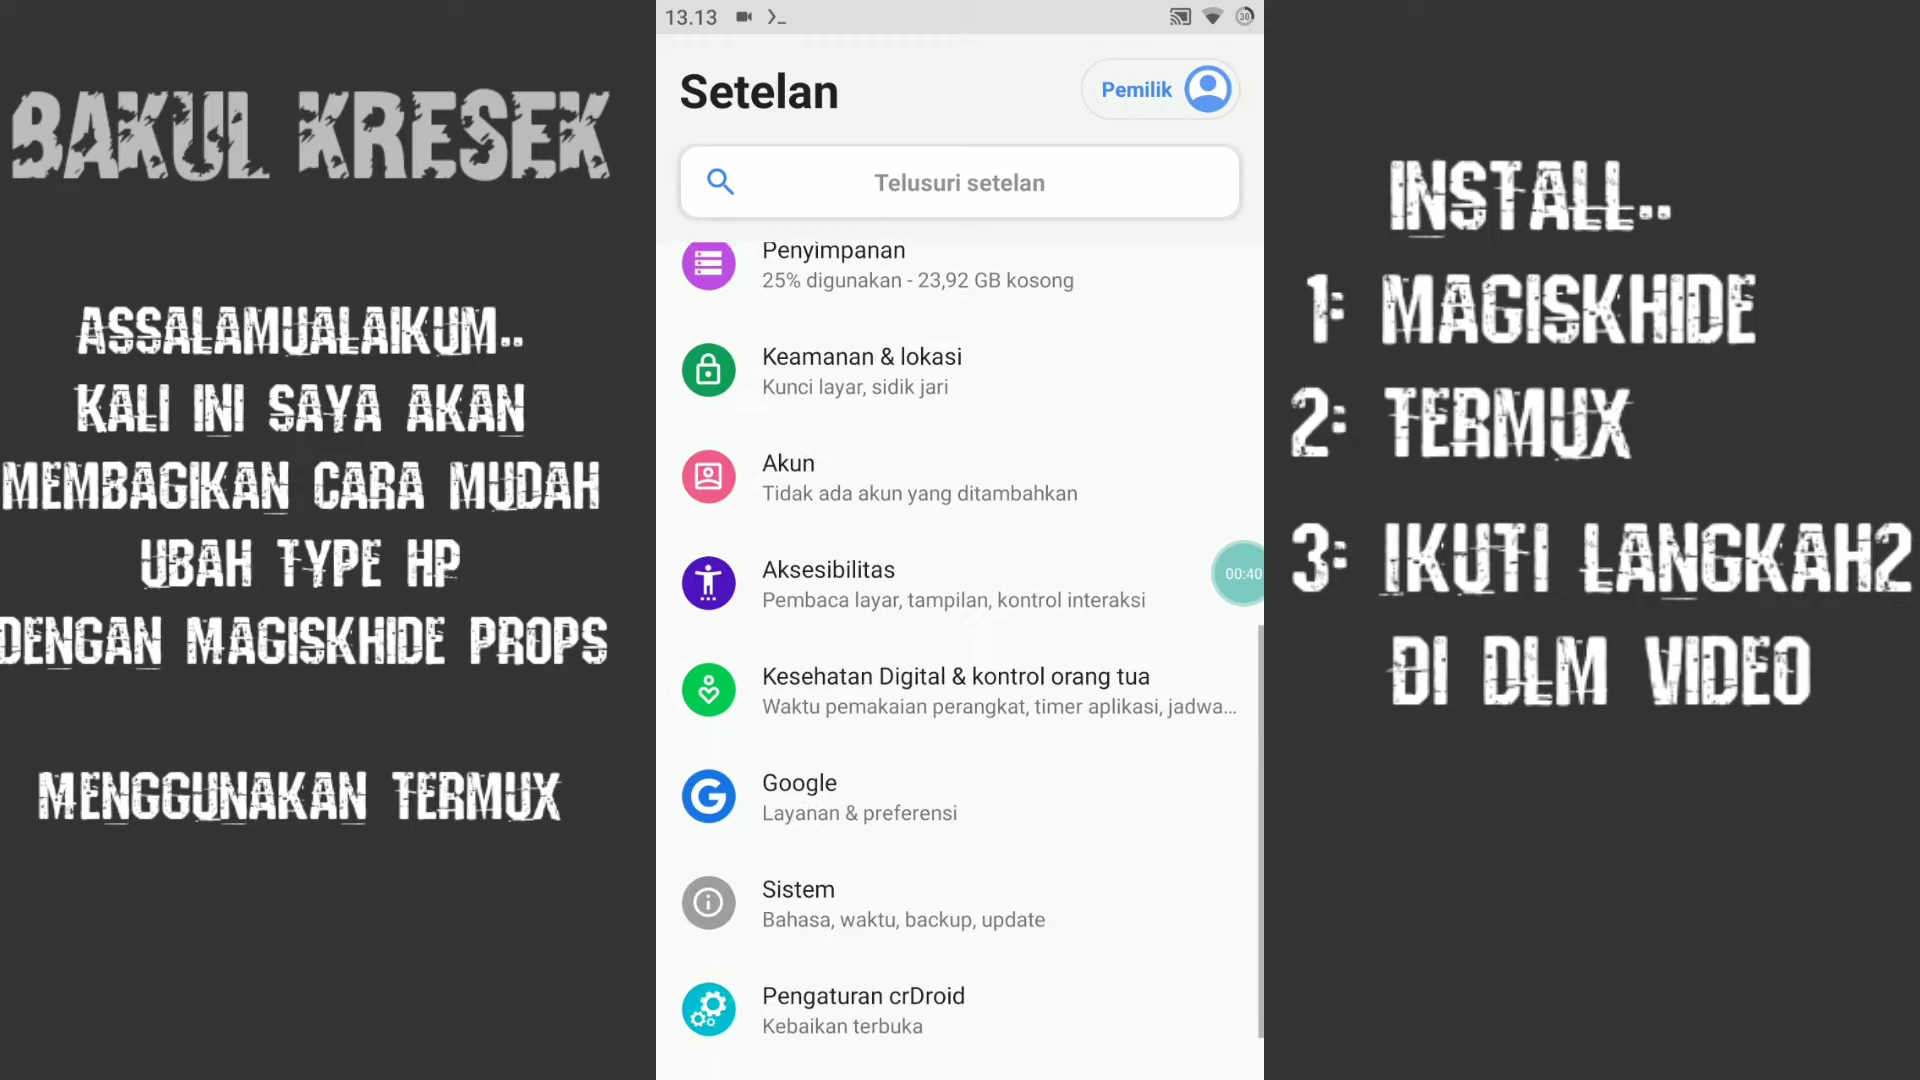 BAKUL KRESEK
ASSALAMUALAIKUM..
KALI INI SAYA AKAN
MEMBAGIKAN CARA MUDAH
UBAH TYPE HP
DENGAN MAGISKHIDE PROPS
MENGGUNAKAN TERMUX
13.13
30
Setelan
Pemilik
Telusuri setelan
Penyimpanan
25% digunakan - 23,92 GB kosong
Keamanan & lokasi
Kunci layar, sidik jari
Akun
Tidak ada akun yang ditambahkan
Aksesibilitas
Pembaca layar, tampilan, kontrol interaksi
00:40
Kesehatan Digital & kontrol orang tua
Waktu pemakaian perangkat, timer aplikasi, jadwa...
Google
Layanan & preferensi
Sistem
Bahasa, waktu, backup, update
Pengaturan crDroid
Kebaikan terbuka
INSTALL..
1: MAGISKHIDE
2: TERMUX
3: IKUTI LANGKAH2
DI DLM VIDEO